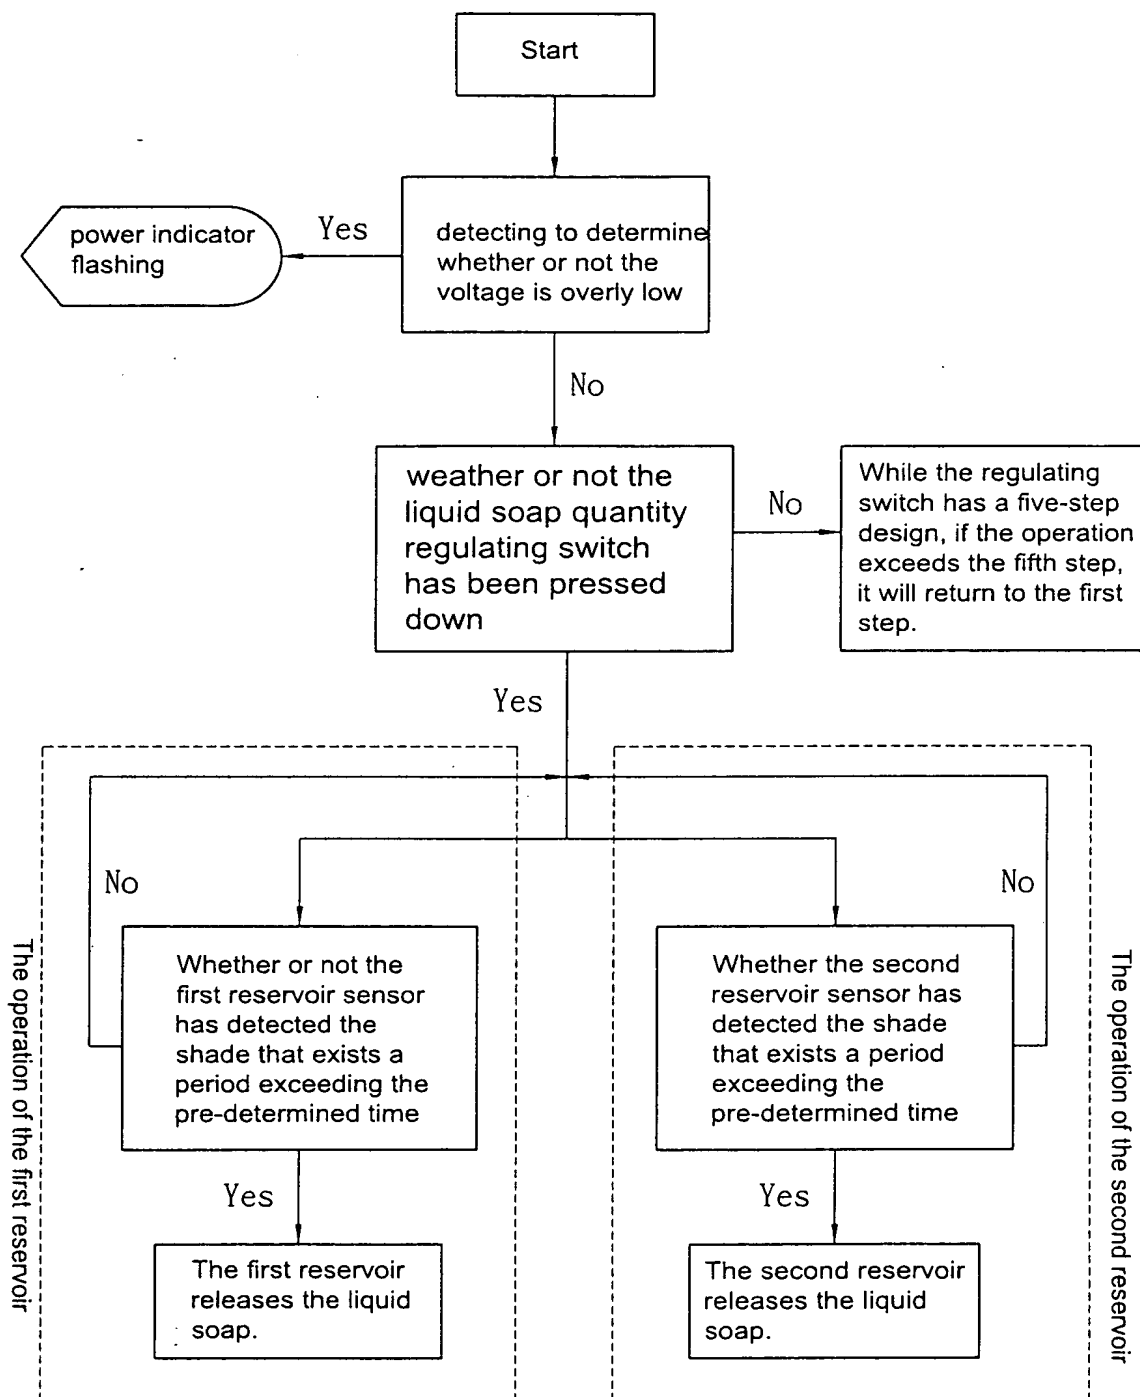 Start
detecting to determine
whether or not the
voltage is overly low
Yes
power indicator
flashing
No
weather or not the
liquid soap quantity
regulating switch
has been pressed
down
No
While the regulating
switch has a five-step
design, if the operation
exceeds the fifth step,
it will return to the first
step.
Yes
The operation of the first reservoir
No
Whether or not the
first reservoir sensor
has detected the
shade that exists a
period exceeding the
pre-determined time
Yes
The first reservoir
releases the liquid
soap.
No
Whether the second
reservoir sensor has
detected the shade
that exists a period
exceeding the
pre-determined time
Yes
The second reservoir
releases the liquid
soap.
The operation of the second reservoir